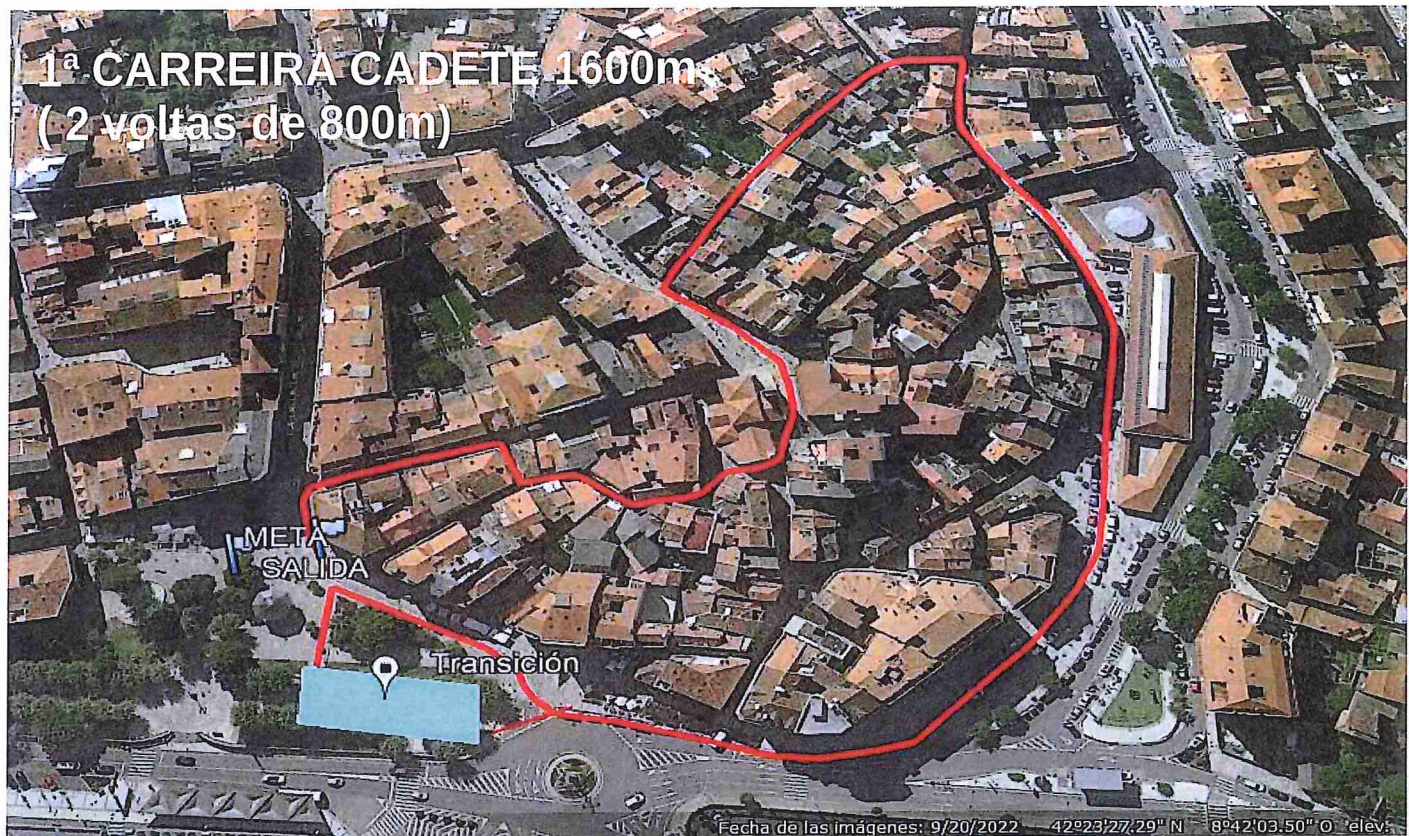 1ª CARREIRA CADETE 1600m
( 2 voltas de 800m)
META
SALIDA
Transición
Fecha de las imágenes: 9/20/2022 42º23'27.29" N 8º42'03.50" O elev.